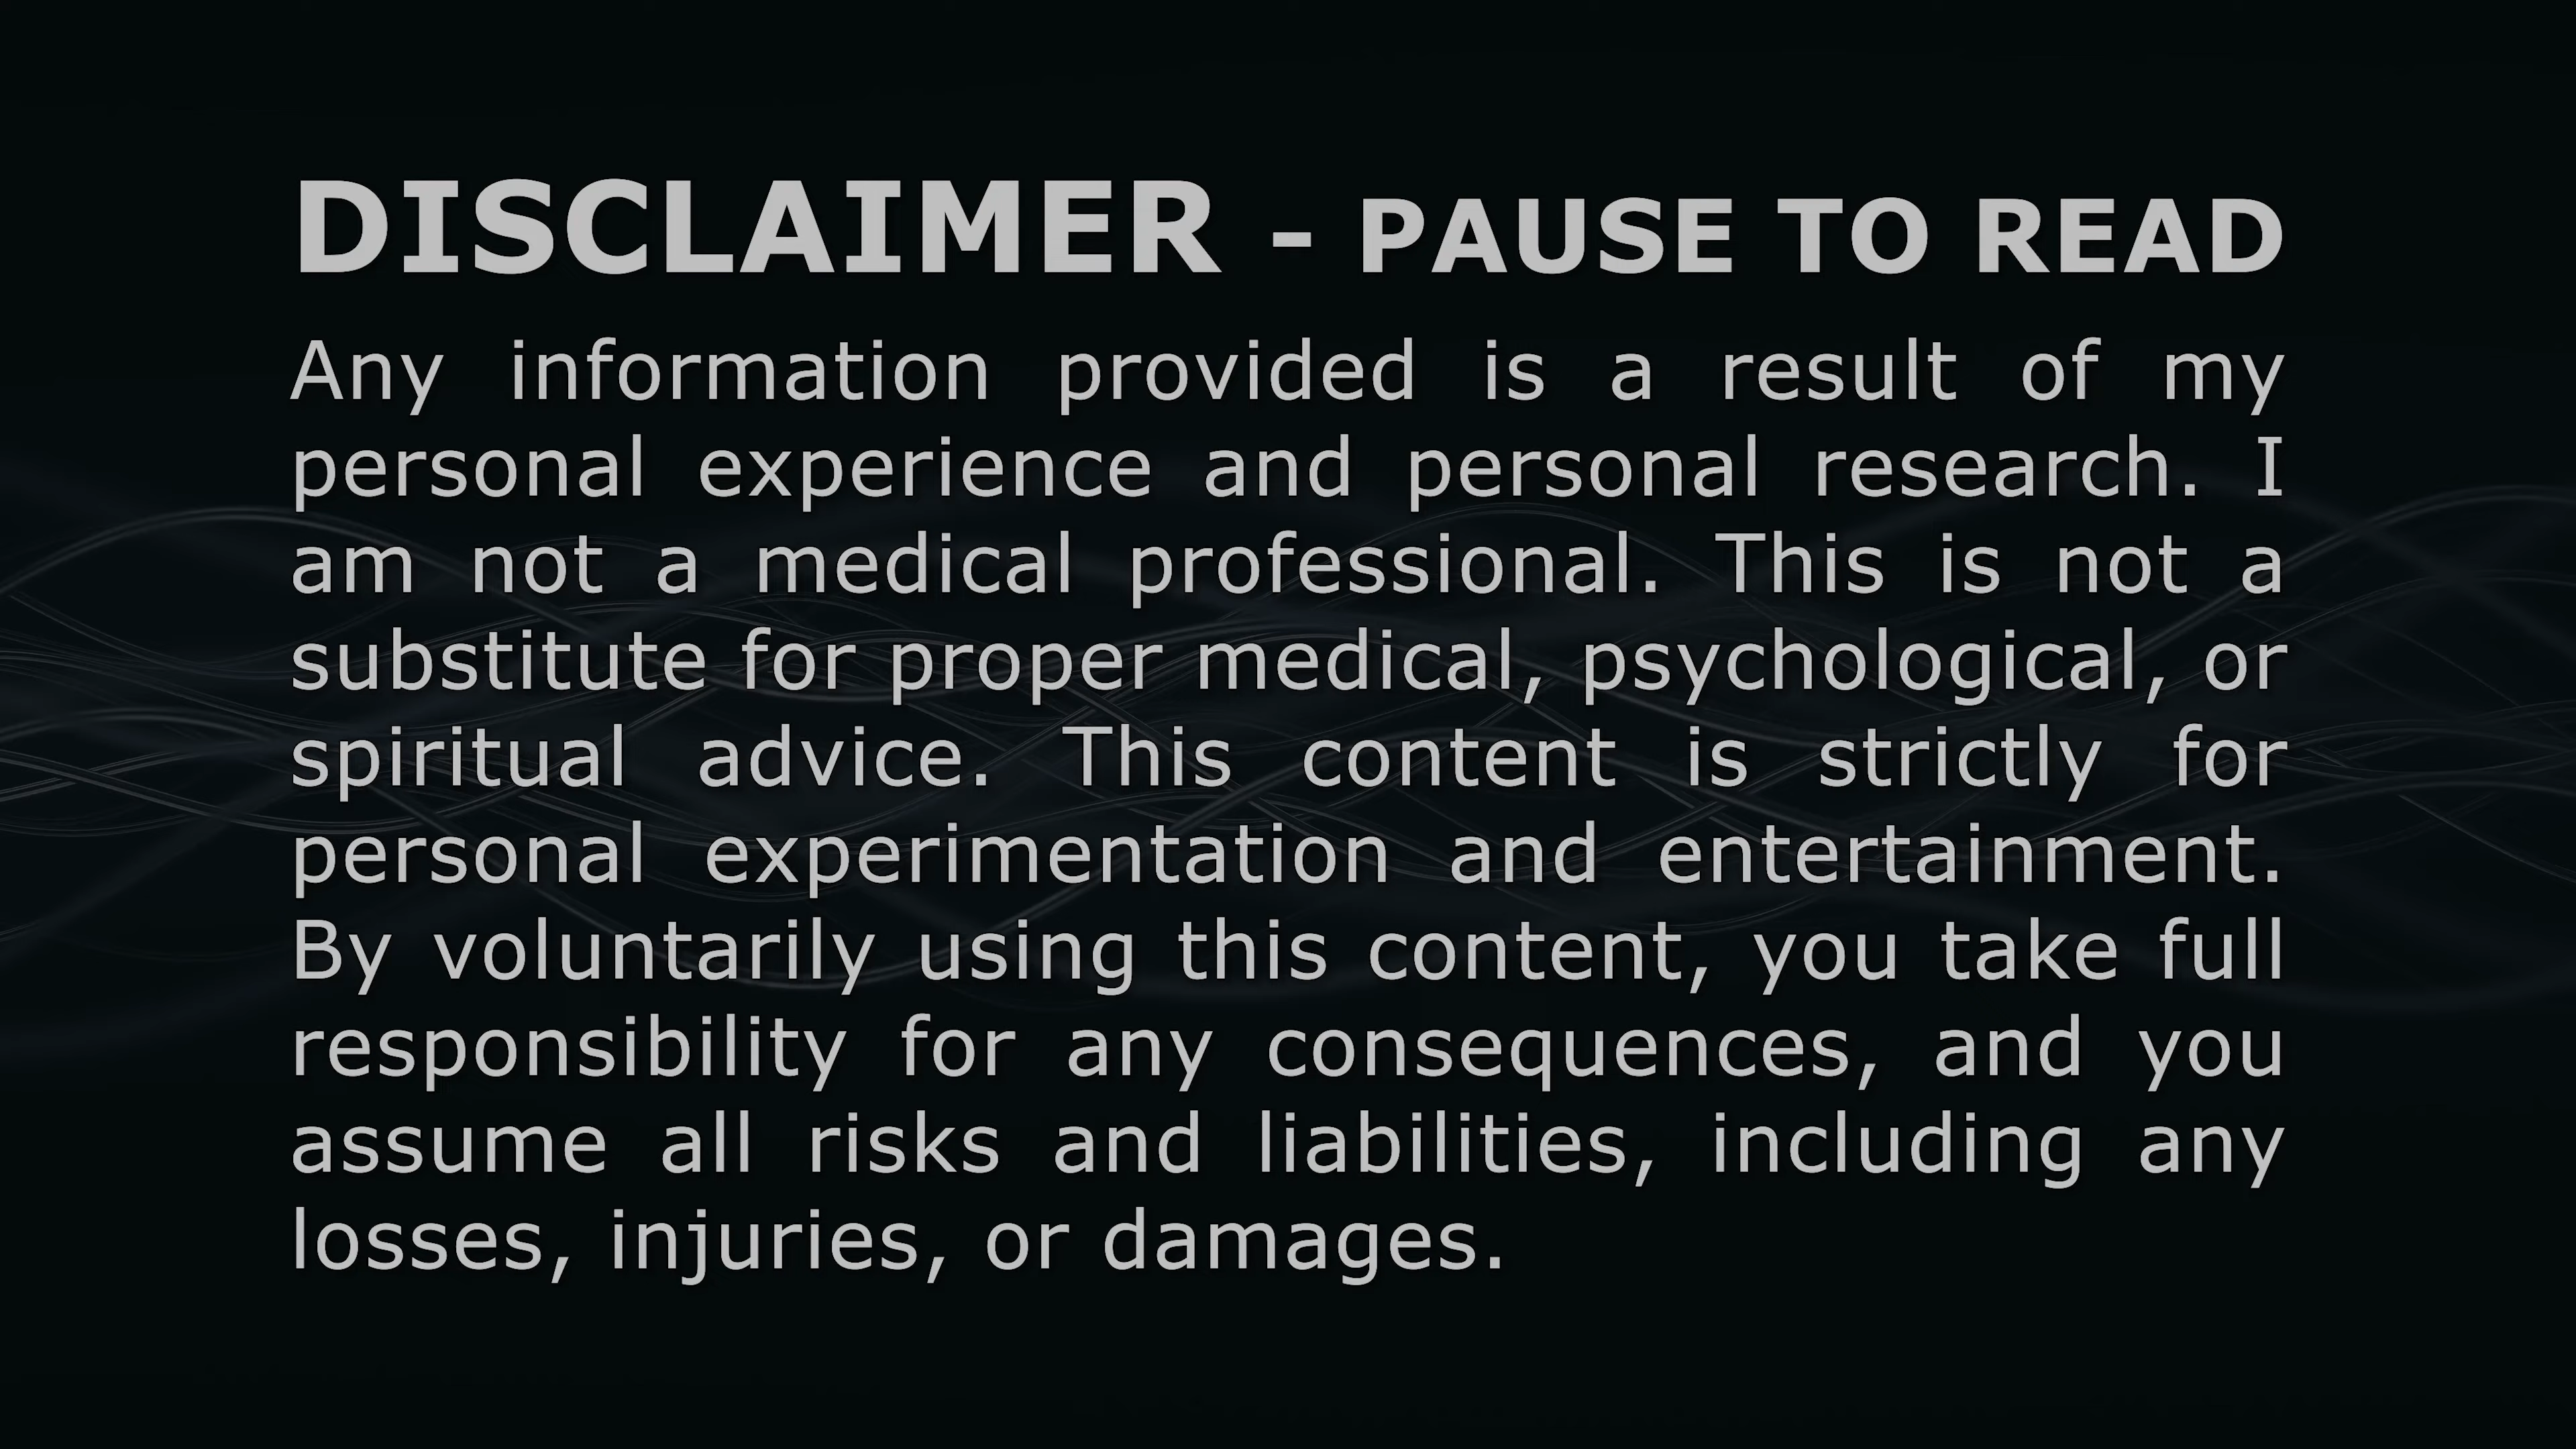 DISCLAIMER - PAUSE TO READ
Any information provided is a result of my
personal experience and personal research. I
am not a medical professional. This is not a
substitute for proper medical, psychological, or
spiritual advice. This content is strictly for
personal experimentation and entertainment.
By voluntarily using this content, you take full
responsibility for any consequences, and you
assume all risks and liabilities, including any
losses, injuries, or damages.